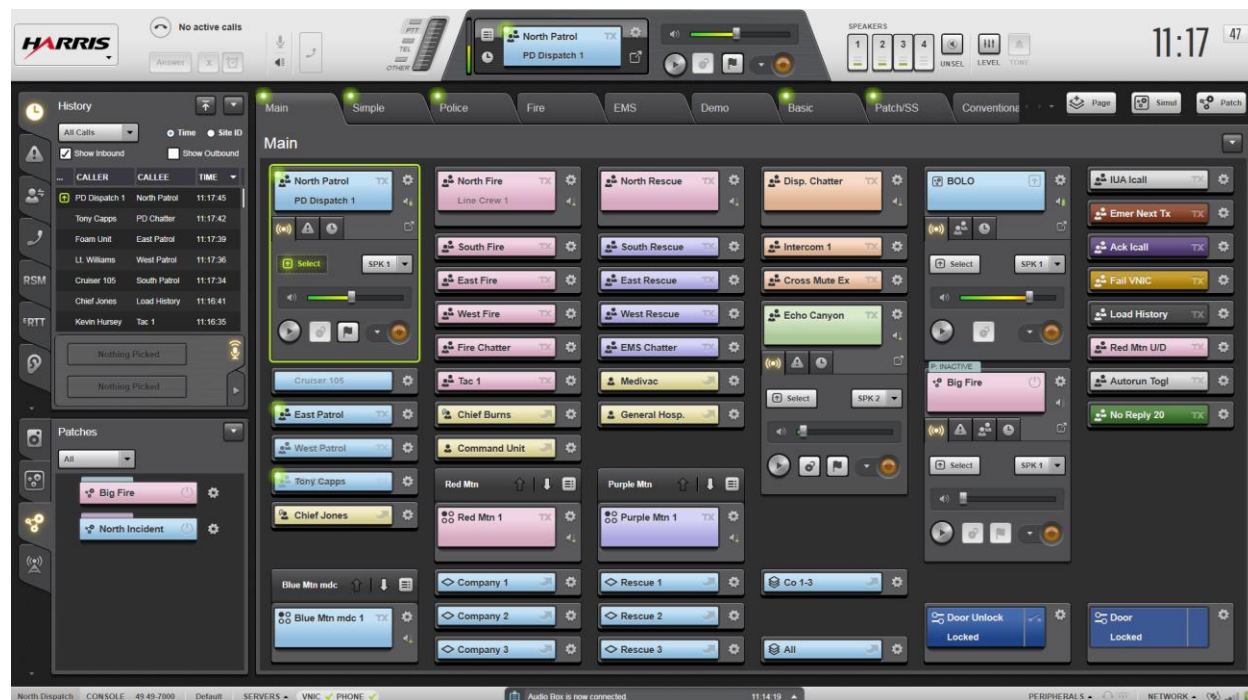 HARRIS
No active calls
Answer
X
PTT
TEL
OTHER
North Patrol TX
PD Dispatch 1
SPEAKERS
1 2 3 4
UNSEL LEVEL TONE
11:17 47
History
All Calls
Time Site ID
Show Inbound Show Outbound
... CALLER CALLEE TIME
PD Dispatch 1 North Patrol 11:17:45
Tony Capps PD Chatter 11:17:42
Foam Unit East Patrol 11:17:39
Lt. Williams West Patrol 11:17:36
Cruiser 105 South Patrol 11:17:34
Chief Jones Load History 11:16:41
Kevin Hursey Tac 1 11:16:35
RSM
Nothing Picked
Nothing Picked
Patches
All
Big Fire
North Incident
Main Simple Police Fire EMS Demo Basic Patch/SS Conventiona
Page Simul Patch
Main
North Patrol TX
PD Dispatch 1
Select SPK 1
Cruiser 105
East Patrol TX
West Patrol TX
Tony Capps TX
Chief Jones
Blue Mtn mdc
Blue Mtn mdc 1 TX
North Fire TX
Line Crew 1
South Fire TX
East Fire TX
West Fire TX
Fire Chatter TX
Tac 1 TX
Chief Burns
Command Unit
Red Mtn
Red Mtn 1 TX
Company 1
Company 2
Company 3
North Rescue TX
South Rescue TX
East Rescue TX
West Rescue TX
EMS Chatter TX
Medivac
General Hosp.
Purple Mtn
Purple Mtn 1 TX
Rescue 1
Rescue 2
Rescue 3
Disp. Chatter TX
Intercom 1 TX
Cross Mute Ex TX
Echo Canyon TX
Select SPK 2
Co 1-3
All
BOLO
Select SPK 1
P: INACTIVE
Big Fire
Select SPK 1
Door Unlock
Locked
IUA Icall TX
Emer Next Tx TX
Ack Icall TX
Fail VNIC TX
Load History TX
Red Mtn U/D TX
Autorun Togl TX
No Reply 20 TX
Door
Locked
North Dispatch CONSOLE 49 49-7000 Default SERVERS VNIC PHONE
Audio Box is now connected. 11:14:19
PERIPHERALS NETWORK